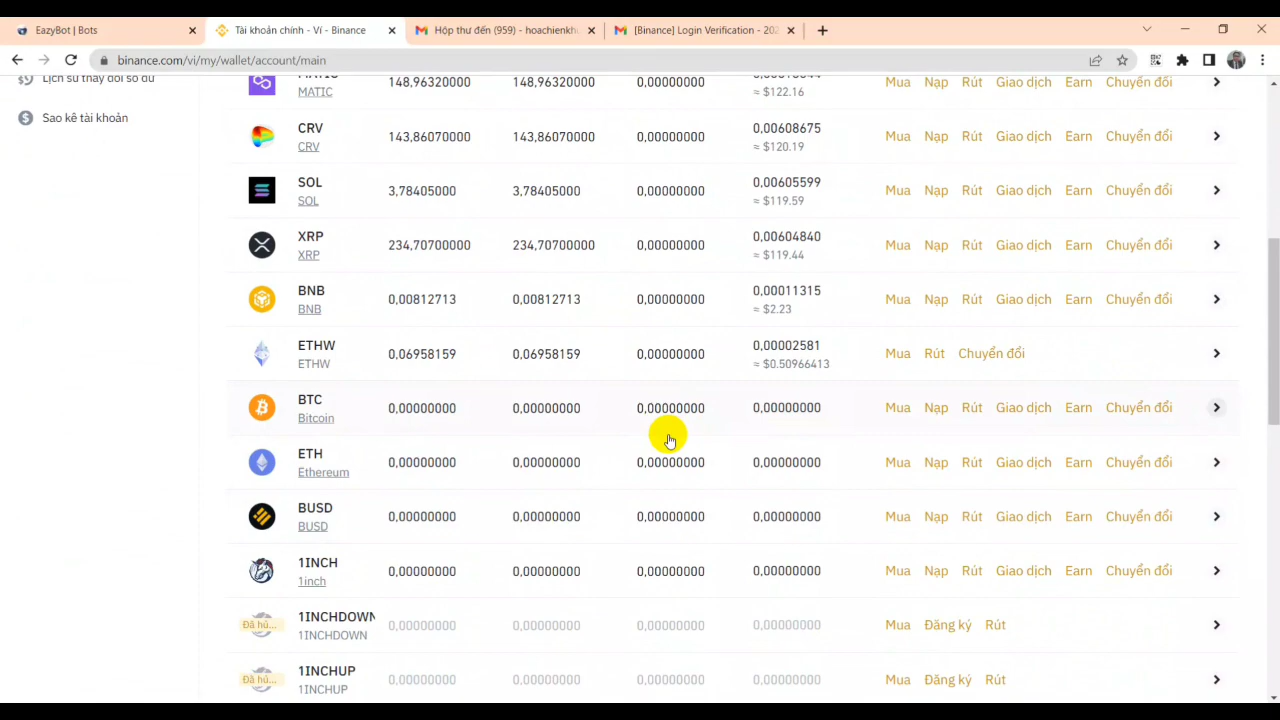 EazyBot | Bots
Tài khoản chính - Ví - Binance
Hộp thư đến (959) - hoachienkh
[Binance] Login Verification - 202
binance.com/vi/my/wallet/account/main
Lịch sử thay đổi số dư
Sao kê tài khoản
MATIC 148,96320000 148,96320000 0,00000000 Mua Nạp Rút Giao dịch Earn Chuyển đổi
MATIC ≈ $122.16
CRV 143,86070000 143,86070000 0,00000000 0,00608675 Mua Nạp Rút Giao dịch Earn Chuyển đổi
CRV ≈ $120.19
SOL 3,78405000 3,78405000 0,00000000 0,00605599 Mua Nạp Rút Giao dịch Earn Chuyển đổi
SOL ≈ $119.59
XRP 234,70700000 234,70700000 0,00000000 0,00604840 Mua Nạp Rút Giao dịch Earn Chuyển đổi
XRP ≈ $119.44
BNB 0,00812713 0,00812713 0,00000000 0,00011315 Mua Nạp Rút Giao dịch Earn Chuyển đổi
BNB ≈ $2.23
ETHW 0,06958159 0,06958159 0,00000000 0,00002581 Mua Rút Chuyển đổi
ETHW ≈ $0.50966413
BTC 0,00000000 0,00000000 0,00000000 0,00000000 Mua Nạp Rút Giao dịch Earn Chuyển đổi
Bitcoin
ETH 0,00000000 0,00000000 0,00000000 0,00000000 Mua Nạp Rút Giao dịch Earn Chuyển đổi
Ethereum
BUSD 0,00000000 0,00000000 0,00000000 0,00000000 Mua Nạp Rút Giao dịch Earn Chuyển đổi
BUSD
1INCH 0,00000000 0,00000000 0,00000000 0,00000000 Mua Nạp Rút Giao dịch Earn Chuyển đổi
1inch
Đã hủ... 1INCHDOWN 0,00000000 0,00000000 0,00000000 0,00000000 Mua Đăng ký Rút
1INCHDOWN
Đã hủ... 1INCHUP 0,00000000 0,00000000 0,00000000 0,00000000 Mua Đăng ký Rút
1INCHUP